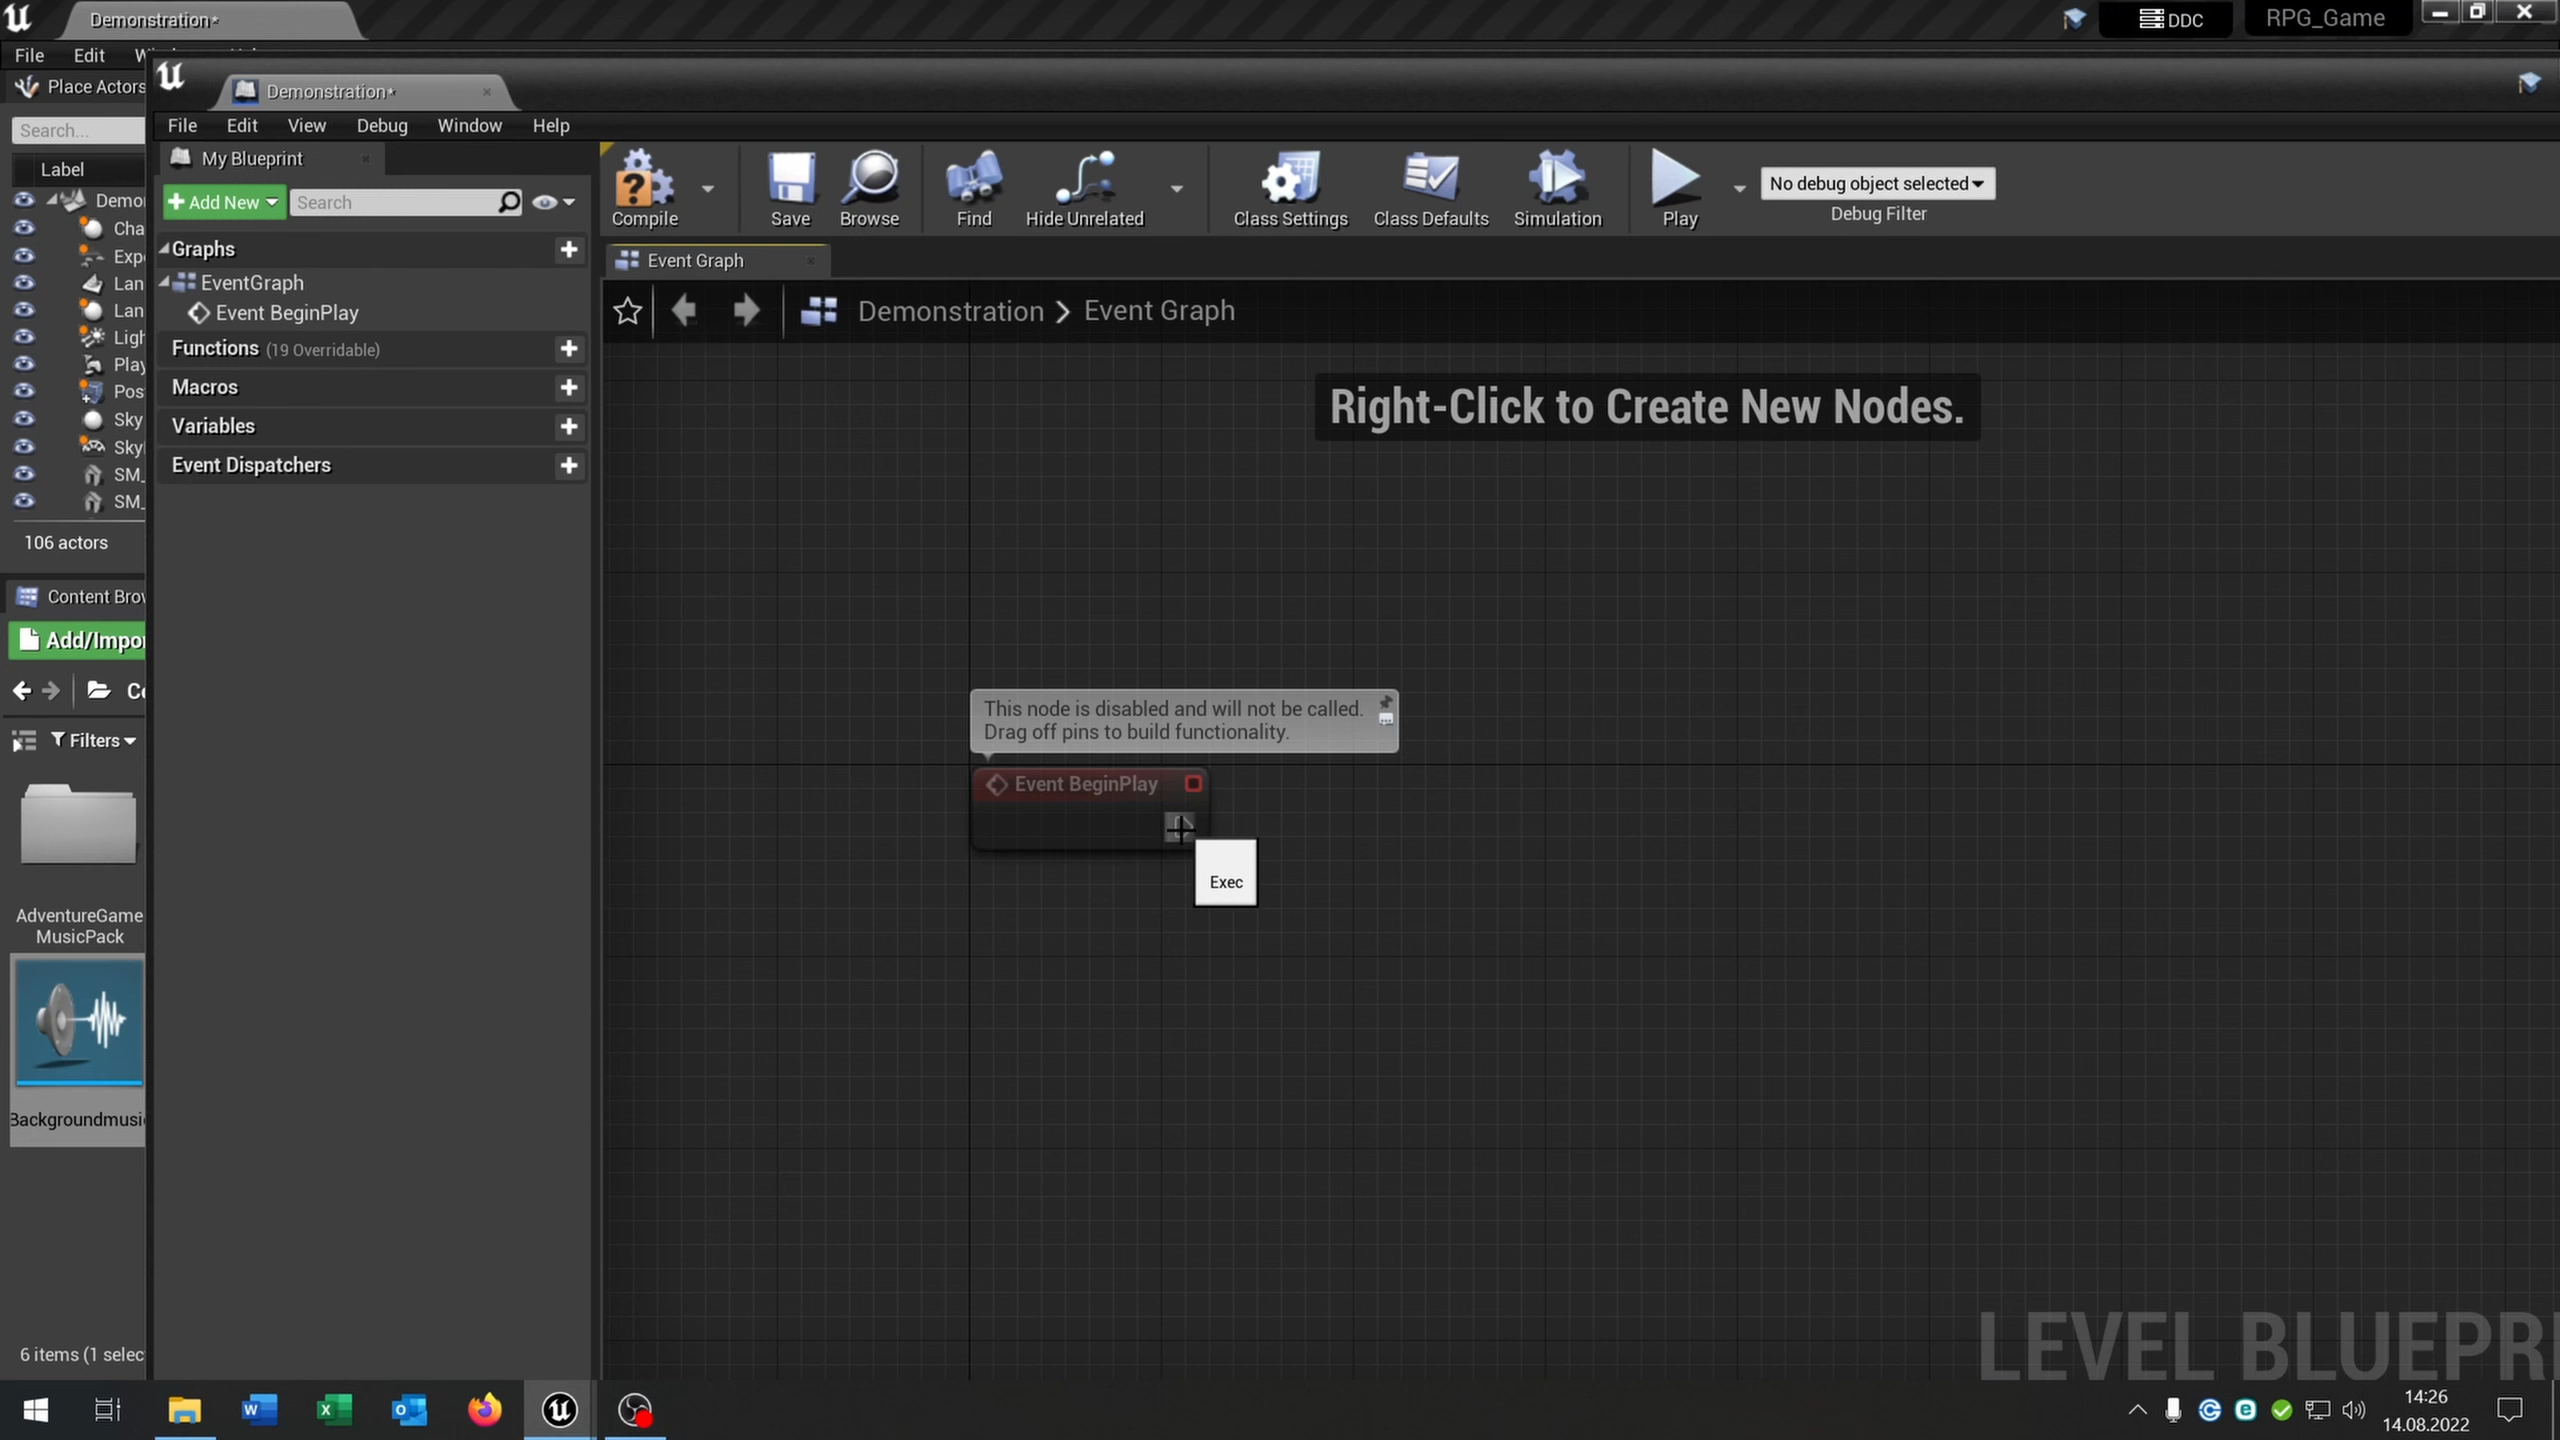 Demonstration*
DDC
RPG_Game
File
Edit
Place Actors
Search...
Label
Demo
Cha
Exp
Lan
Lan
Ligh
Play
Pos
Sky
Sky
SM_
SM_
106 actors
Content Brow
Add/Impor
Filters
AdventureGame
MusicPack
Backgroundmusi
6 items (1 selec
Demonstration*
File
Edit
View
Debug
Window
Help
My Blueprint
Add New
Search
Graphs
EventGraph
Event BeginPlay
Functions (19 Overridable)
Macros
Variables
Event Dispatchers
Compile
Save
Browse
Find
Hide Unrelated
Class Settings
Class Defaults
Simulation
Play
No debug object selected
Debug Filter
Event Graph
Demonstration > Event Graph
Right-Click to Create New Nodes.
This node is disabled and will not be called.
Drag off pins to build functionality.
Event BeginPlay
Exec
LEVEL BLUEPRI
14:26
14.08.2022